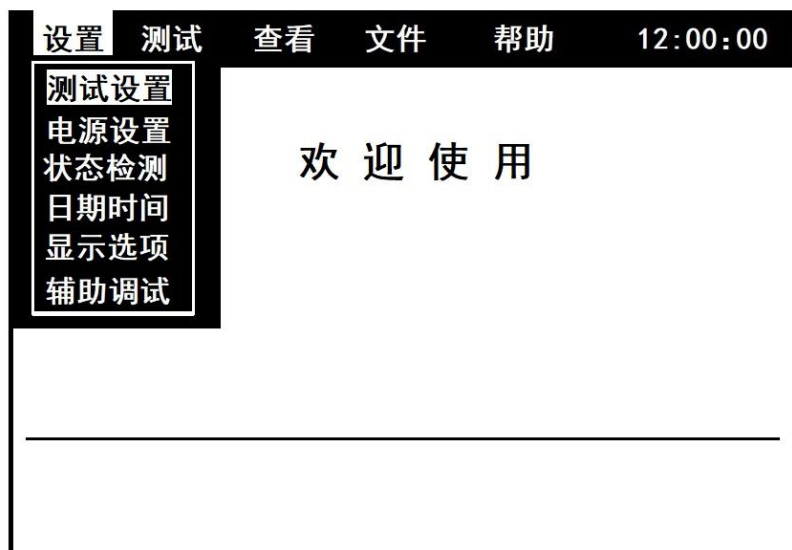 设置 测试 查看 文件 帮助 12:00:00
测试设置
电源设置
状态检测
日期时间
显示选项
辅助调试
欢迎使用